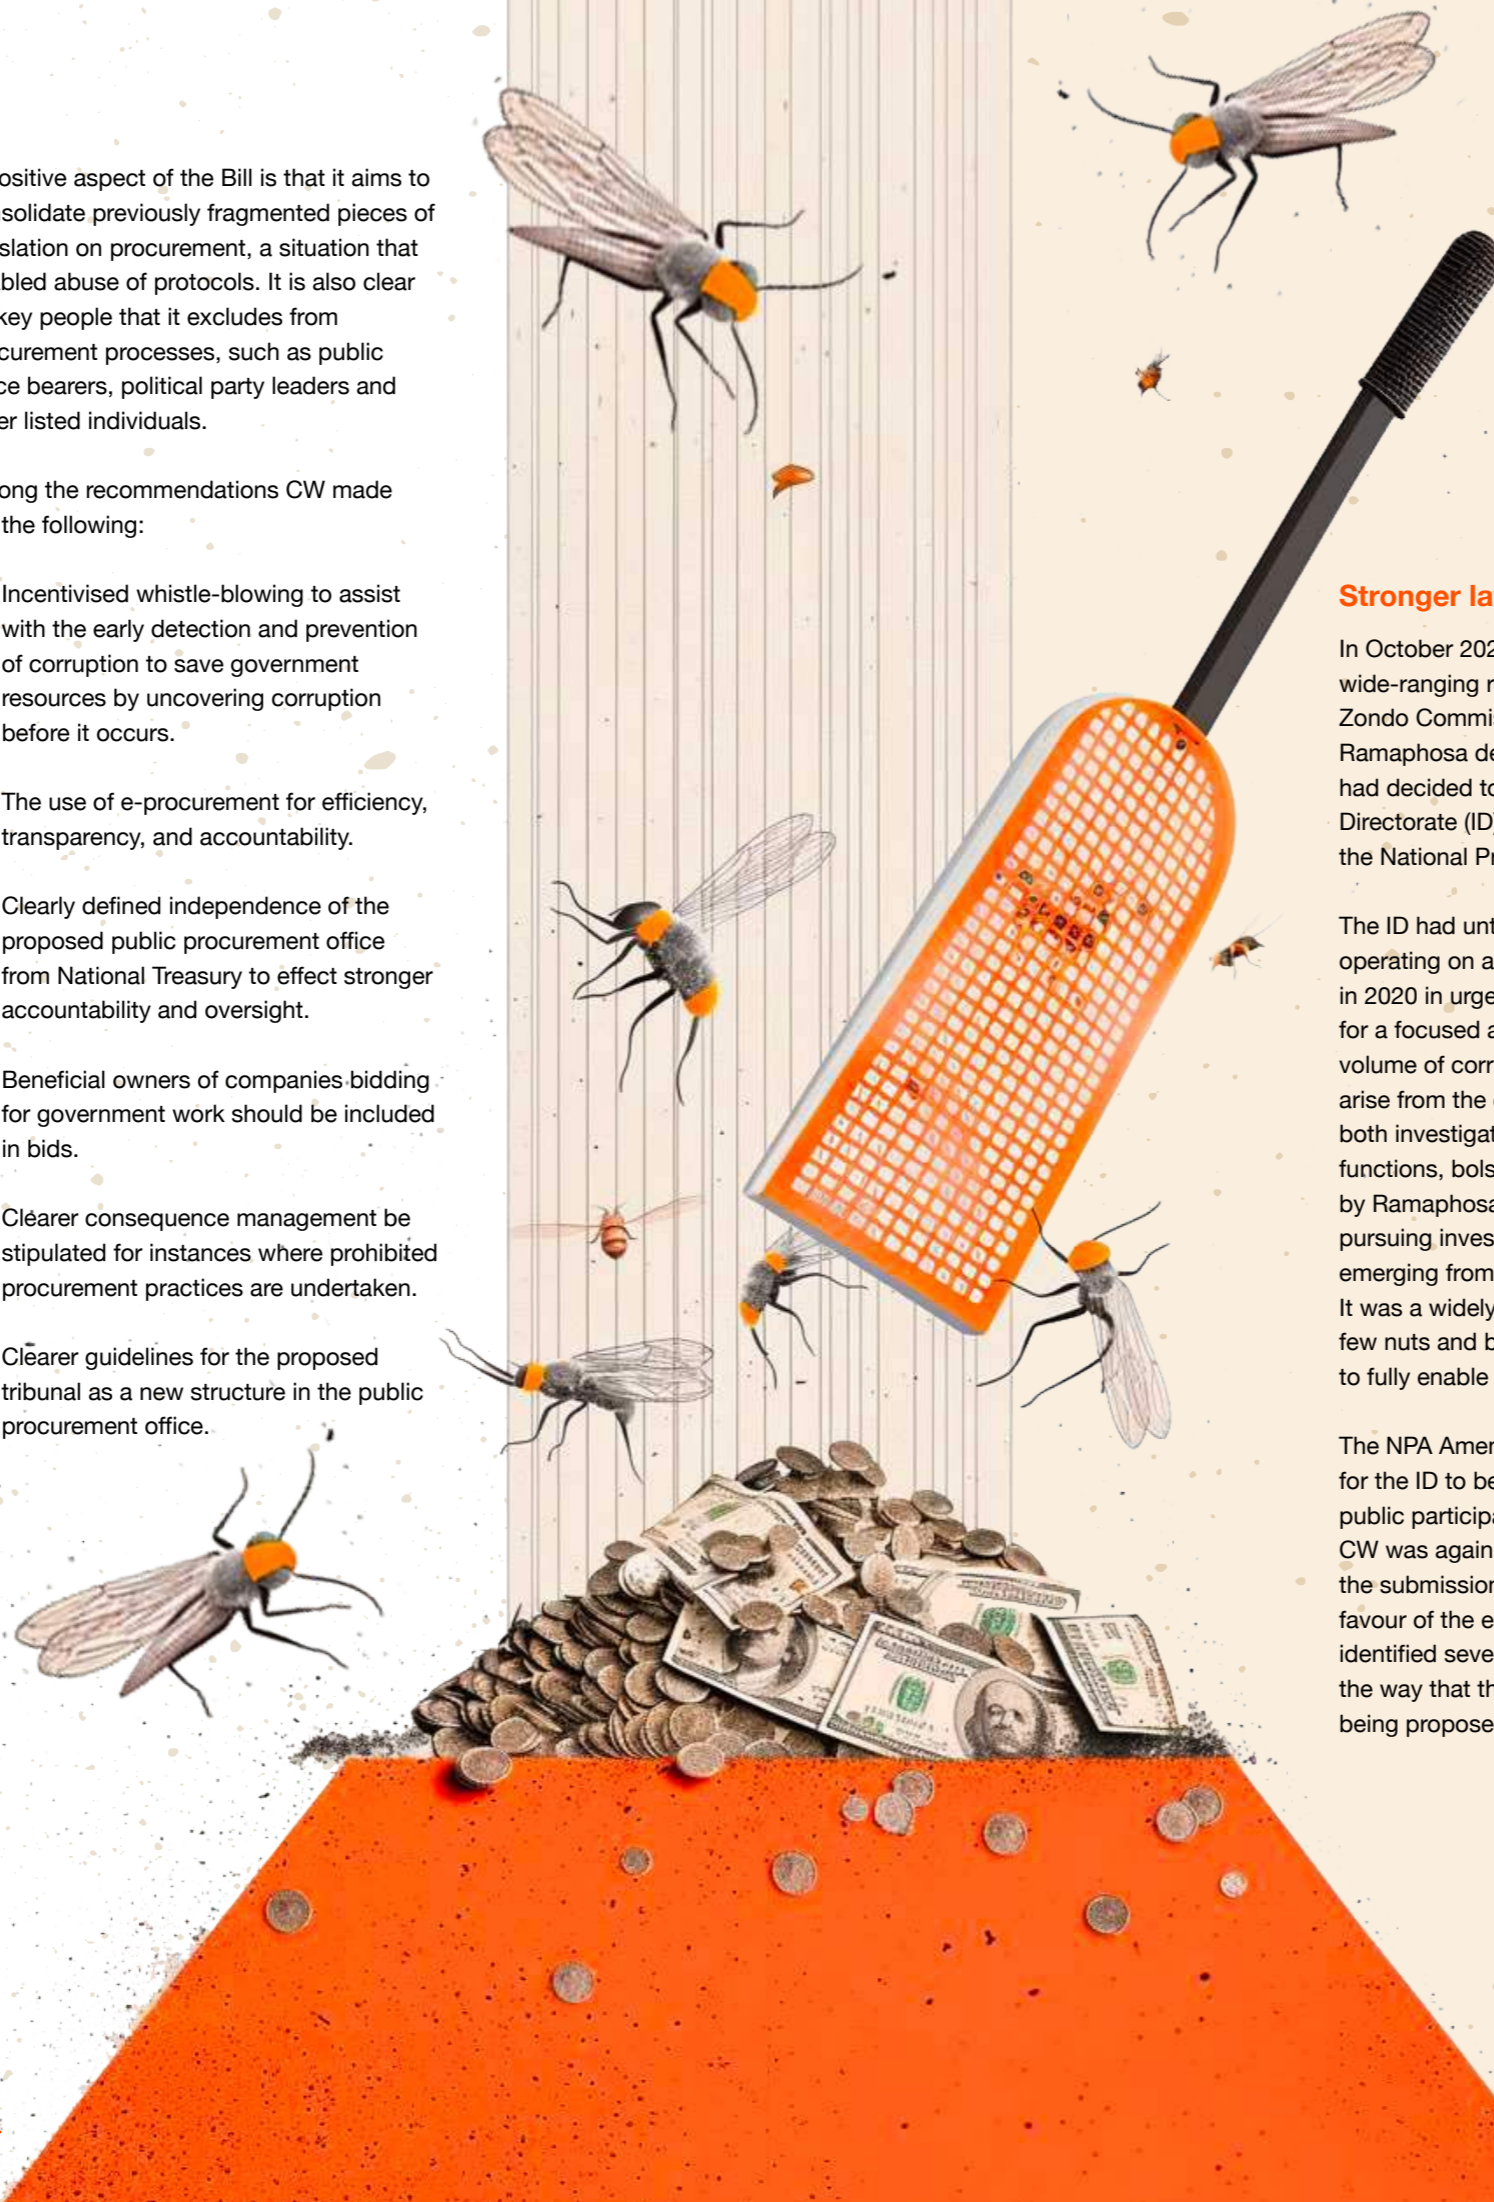 ositive aspect of the Bill is that it aims to
solidate previously fragmented pieces of
slation on procurement, a situation that
bled abuse of protocols. It is also clear
key people that it excludes from
curement processes, such as public
ce bearers, political party leaders and
er listed individuals.
ong the recommendations CW made
the following:
Incentivised whistle-blowing to assist
with the early detection and prevention
of corruption to save government
resources by uncovering corruption
before it occurs.
The use of e-procurement for efficiency,
transparency, and accountability.
Clearly defined independence of the
proposed public procurement office
from National Treasury to effect stronger
accountability and oversight.
Beneficial owners of companies bidding
for government work should be included
in bids.
Clearer consequence management be
stipulated for instances where prohibited
procurement practices are undertaken.
Clearer guidelines for the proposed
tribunal as a new structure in the public
procurement office.
Stronger la
In October 202
wide-ranging r
Zondo Commis
Ramaphosa de
had decided to
Directorate (ID)
the National Pr
The ID had unt
operating on a
in 2020 in urge
for a focused a
volume of corr
arise from the
both investigat
functions, bols
by Ramaphosa
pursuing inves
emerging from
It was a widely
few nuts and b
to fully enable
The NPA Amen
for the ID to be
public participa
CW was again
the submission
favour of the e
identified seve
the way that th
being propose